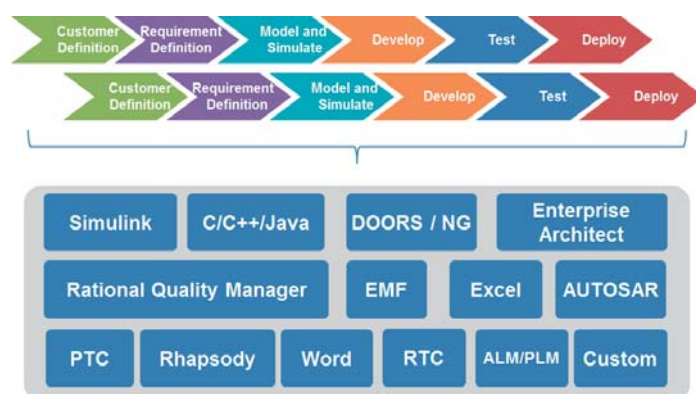 Customer Definition
Requirement Definition
Model and Simulate
Develop
Test
Deploy
Customer Definition
Requirement Definition
Model and Simulate
Develop
Test
Deploy
Simulink
C/C++/Java
DOORS / NG
Enterprise
Architect
Rational Quality Manager
EMF
Excel
AUTOSAR
PTC
Rhapsody
Word
RTC
ALM/PLM
Custom